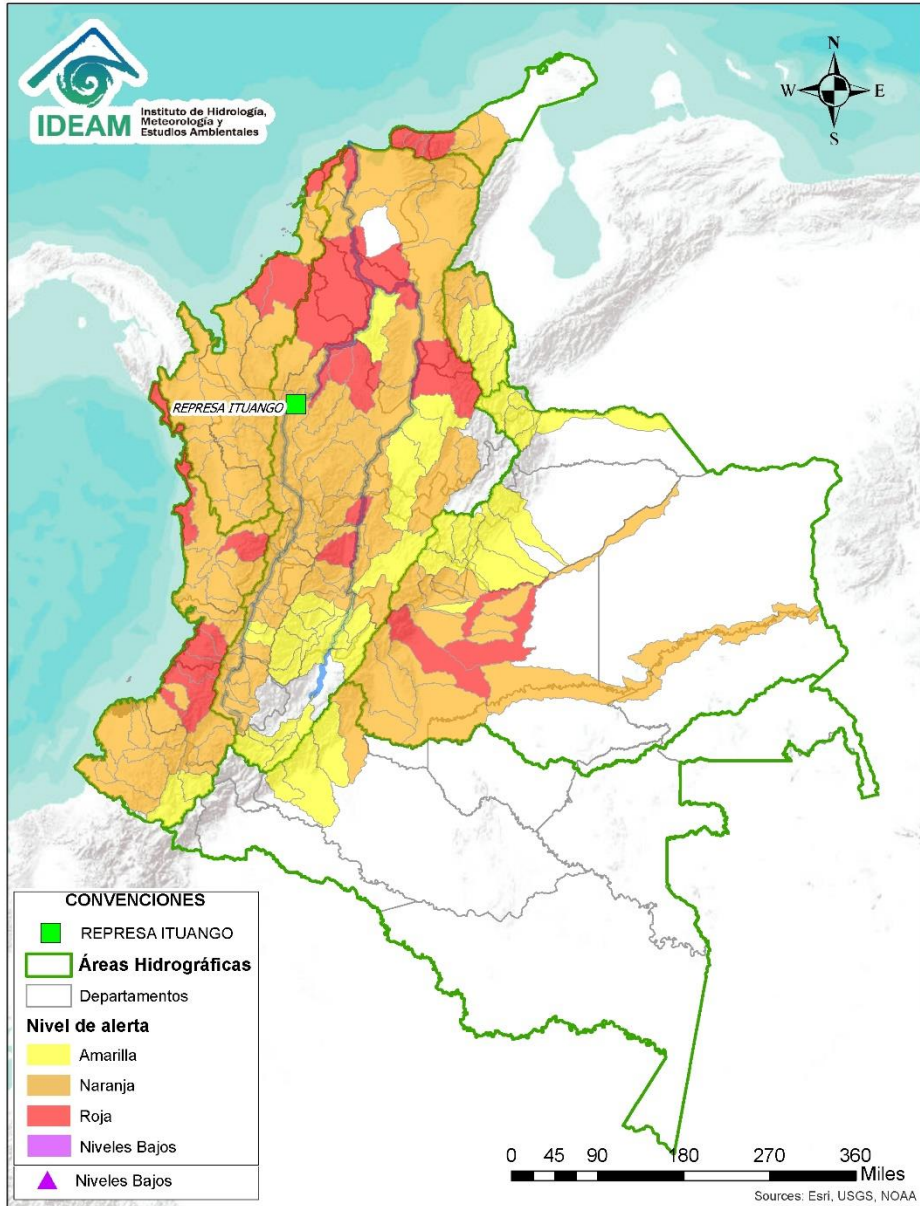 IDEAM
Instituto de Hidrología,
Meteorología y
Estudios Ambientales
N
W
E
S
REPRESA ITUANGO
CONVENCIONES
REPRESA ITUANGO
Áreas Hidrográficas
Departamentos
Nivel de alerta
Amarilla
Naranja
Roja
Niveles Bajos
Niveles Bajos
0 45 90 180 270 360
Miles
Sources: Esri, USGS, NOAA